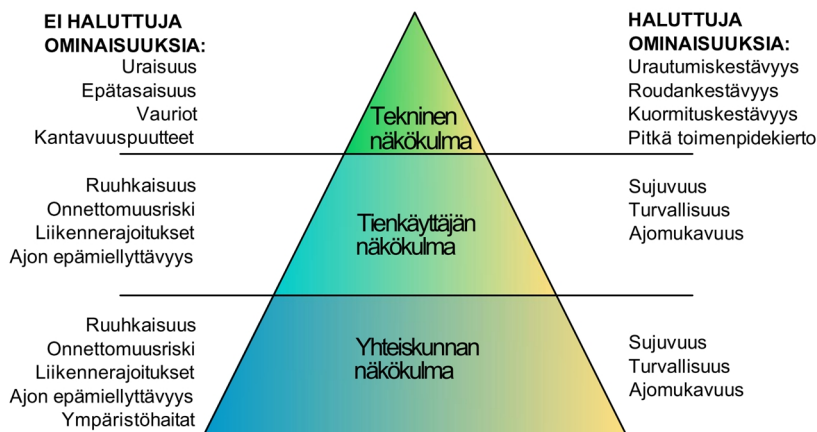 EI HALUTTUJA
OMINAISUUKSIA:
Uraisuus
Epätasaisuus
Vauriot
Kantavuuspuutteet
Tekninen
näkökulma
HALUTTUJA
OMINAISUUKSIA:
Urautumiskestävyys
Roudankestävyys
Kuormituskestävyys
Pitkä toimenpidekierto
Ruuhkaisuus
Onnettomuusriski
Liikennerajoitukset
Ajon epämiellyttävyys
Tienkäyttäjän
näkökulma
Sujuvuus
Turvallisuus
Ajomukavuus
Ruuhkaisuus
Onnettomuusriski
Liikennerajoitukset
Ajon epämiellyttävyys
Ympäristöhaitat
Yhteiskunnan
näkökulma
Sujuvuus
Turvallisuus
Ajomukavuus